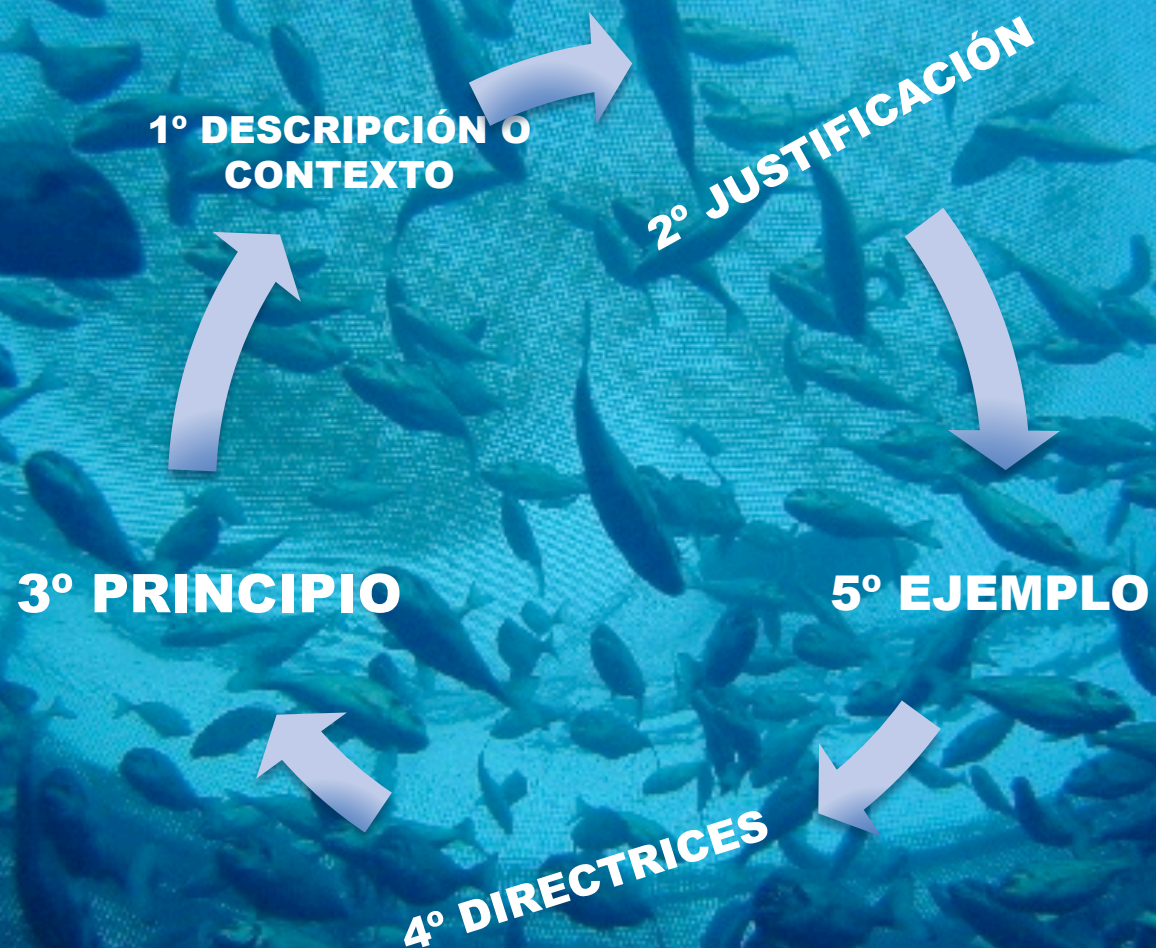 1º DESCRIPCIÓN O
CONTEXTO
2º JUSTIFICACIÓN
3º PRINCIPIO
5º EJEMPLO
4º DIRECTRICES